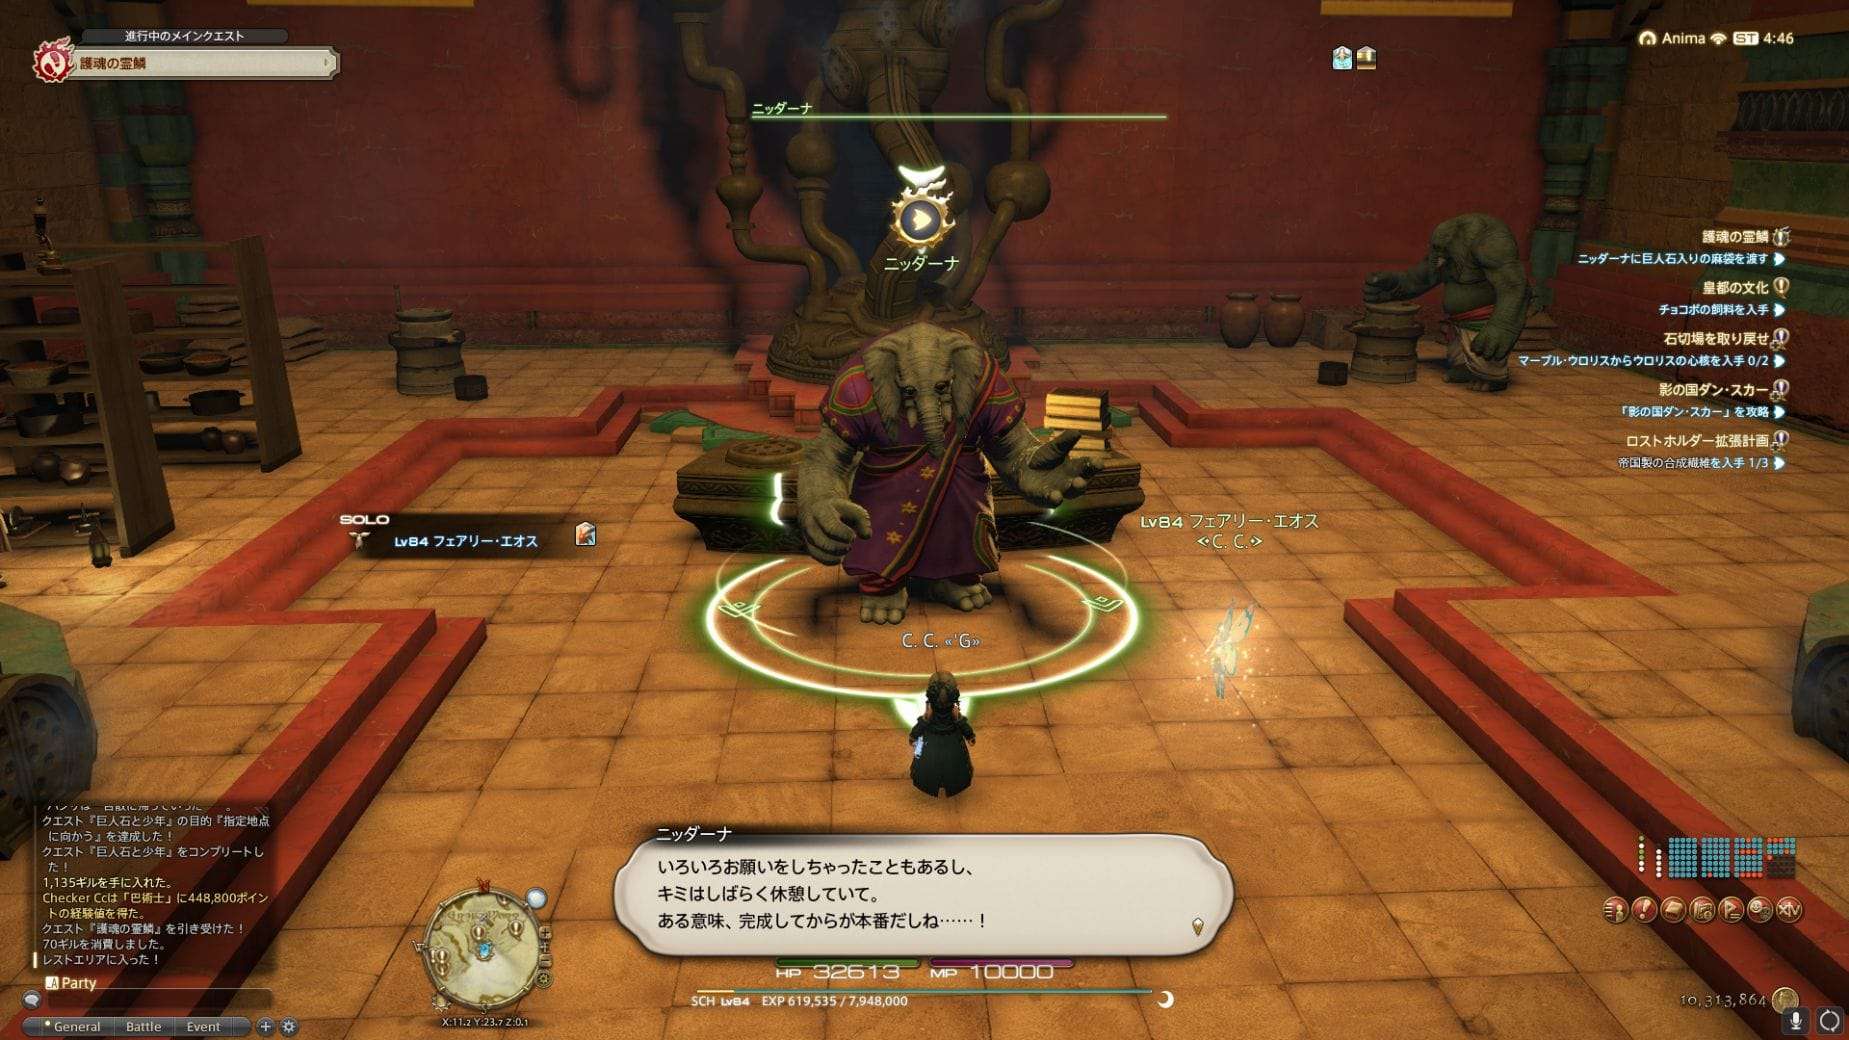 進行中のメインクエスト
護魂の霊鱗
Anima ST 4:46
ニッダーナ
ニッダーナ
護魂の霊鱗
ニッダーナに巨人石入りの麻袋を渡す
皇都の文化
チョコボの飼料を入手
石切場を取り戻せ
マーブル・ウロリスからウロリスの心核を入手 0/2
影の国ダン・スカー
「影の国ダン・スカー」を攻略
ロストホルダー拡張計画
帝国製の合成繊維を入手 1/3
SOLO
Lv84 フェアリー・エオス
Lv84 フェアリー・エオス
<C. C.>
C. C. «'G»
クエスト『巨人石と少年』の目的『指定地点
に向かう』を達成した！
クエスト『巨人石と少年』をコンプリートし
た！
1,135ギルを手に入れた。
Checker Ccは「巴術士」に448,800ポイン
トの経験値を得た。
クエスト『護魂の霊鱗』を引き受けた！
70ギルを消費しました。
レストエリアに入った！
Party
General Battle Event
X:11.2 Y:23.7 Z:0.1
ニッダーナ
いろいろお願いをしちゃったこともあるし、
キミはしばらく休憩していて。
ある意味、完成してからが本番だしね……！
HP 32613 MP 10000
SCH Lv84 EXP 619,535 / 7,948,000
XIV
10,313,864